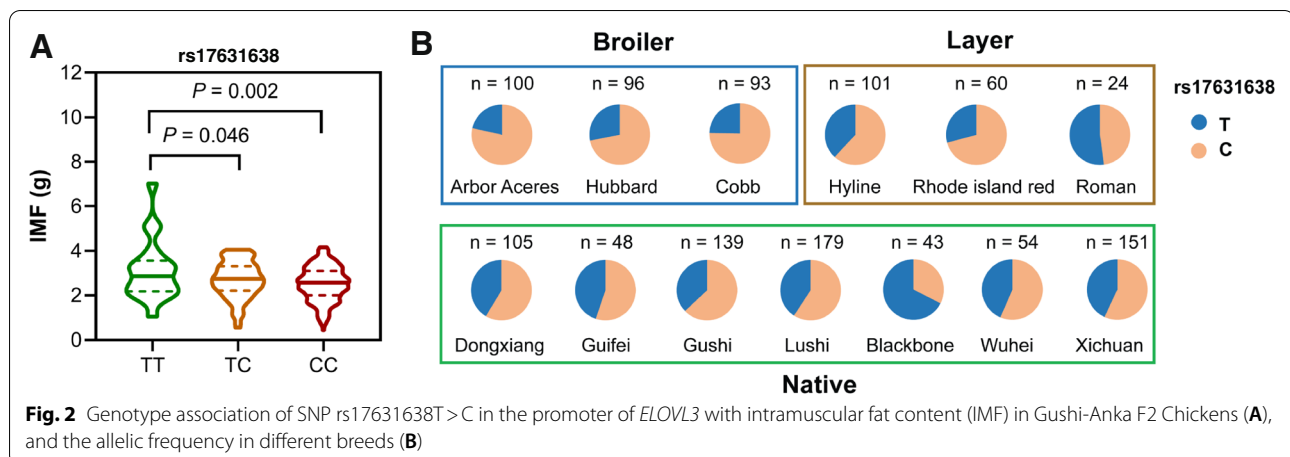 A
rs17631638
12
10
8
6
4
2
0
IMF (g)
P = 0.002
P = 0.046
TT TC CC
B
Broiler
n = 100 n = 96 n = 93
Arbor Aceres Hubbard Cobb
Layer
n = 101 n = 60 n = 24
Hyline Rhode island red Roman
rs17631638
T
C
n = 105 n = 48 n = 139 n = 179 n = 43 n = 54 n = 151
Dongxiang Guifei Gushi Lushi Blackbone Wuhei Xichuan
Native
Fig. 2 Genotype association of SNP rs17631638T > C in the promoter of ELOVL3 with intramuscular fat content (IMF) in Gushi-Anka F2 Chickens (A),
and the allelic frequency in different breeds (B)